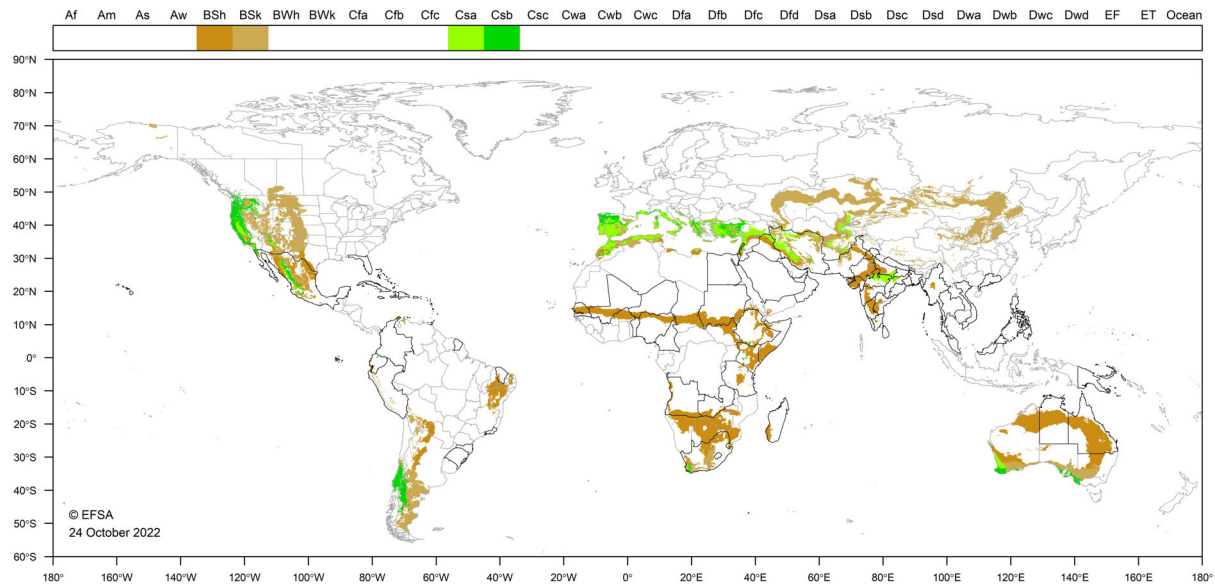 Af Am As Aw BSh BSk BWh BWk Cfa Cfb Cfc Csa Csb Csc Cwa Cwb Cwc Dfa Dfb Dfc Dfd Dsa Dsb Dsc Dsd Dwa Dwb Dwc Dwd EF ET Ocean
90°N
80°N
70°N
60°N
50°N
40°N
30°N
20°N
10°N
0°
10°S
20°S
30°S
40°S
50°S
60°S
© EFSA
24 October 2022
180° 160°W 140°W 120°W 100°W 80°W 60°W 40°W 20°W 0° 20°E 40°E 60°E 80°E 100°E 120°E 140°E 160°E 180°